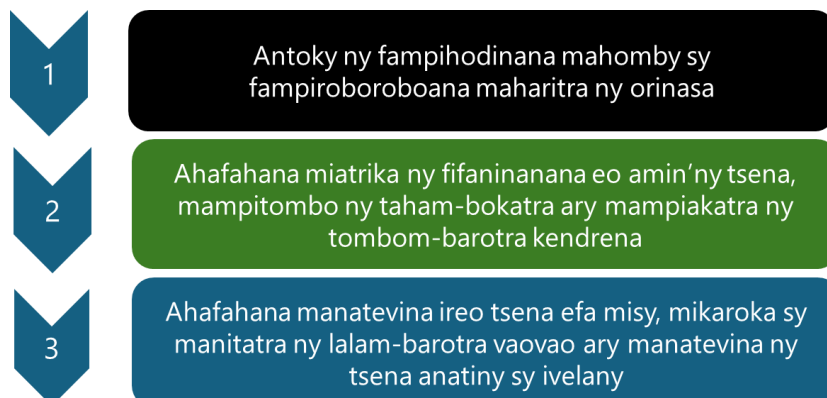 1
Antoky ny fampihodinana mahomby sy
fampiroboroboana maharitra ny orinasa
2
Ahafahana miatrika ny fifaninanana eo amin’ny tsena,
mampitombo ny taham-bokatra ary mampiakatra ny
tombom-barotra kendrena
3
Ahafahana manatevina ireo tsena efa misy, mikaroka sy
manitatra ny lalam-barotra vaovao ary manatevina ny
tsena anatiny sy ivelany